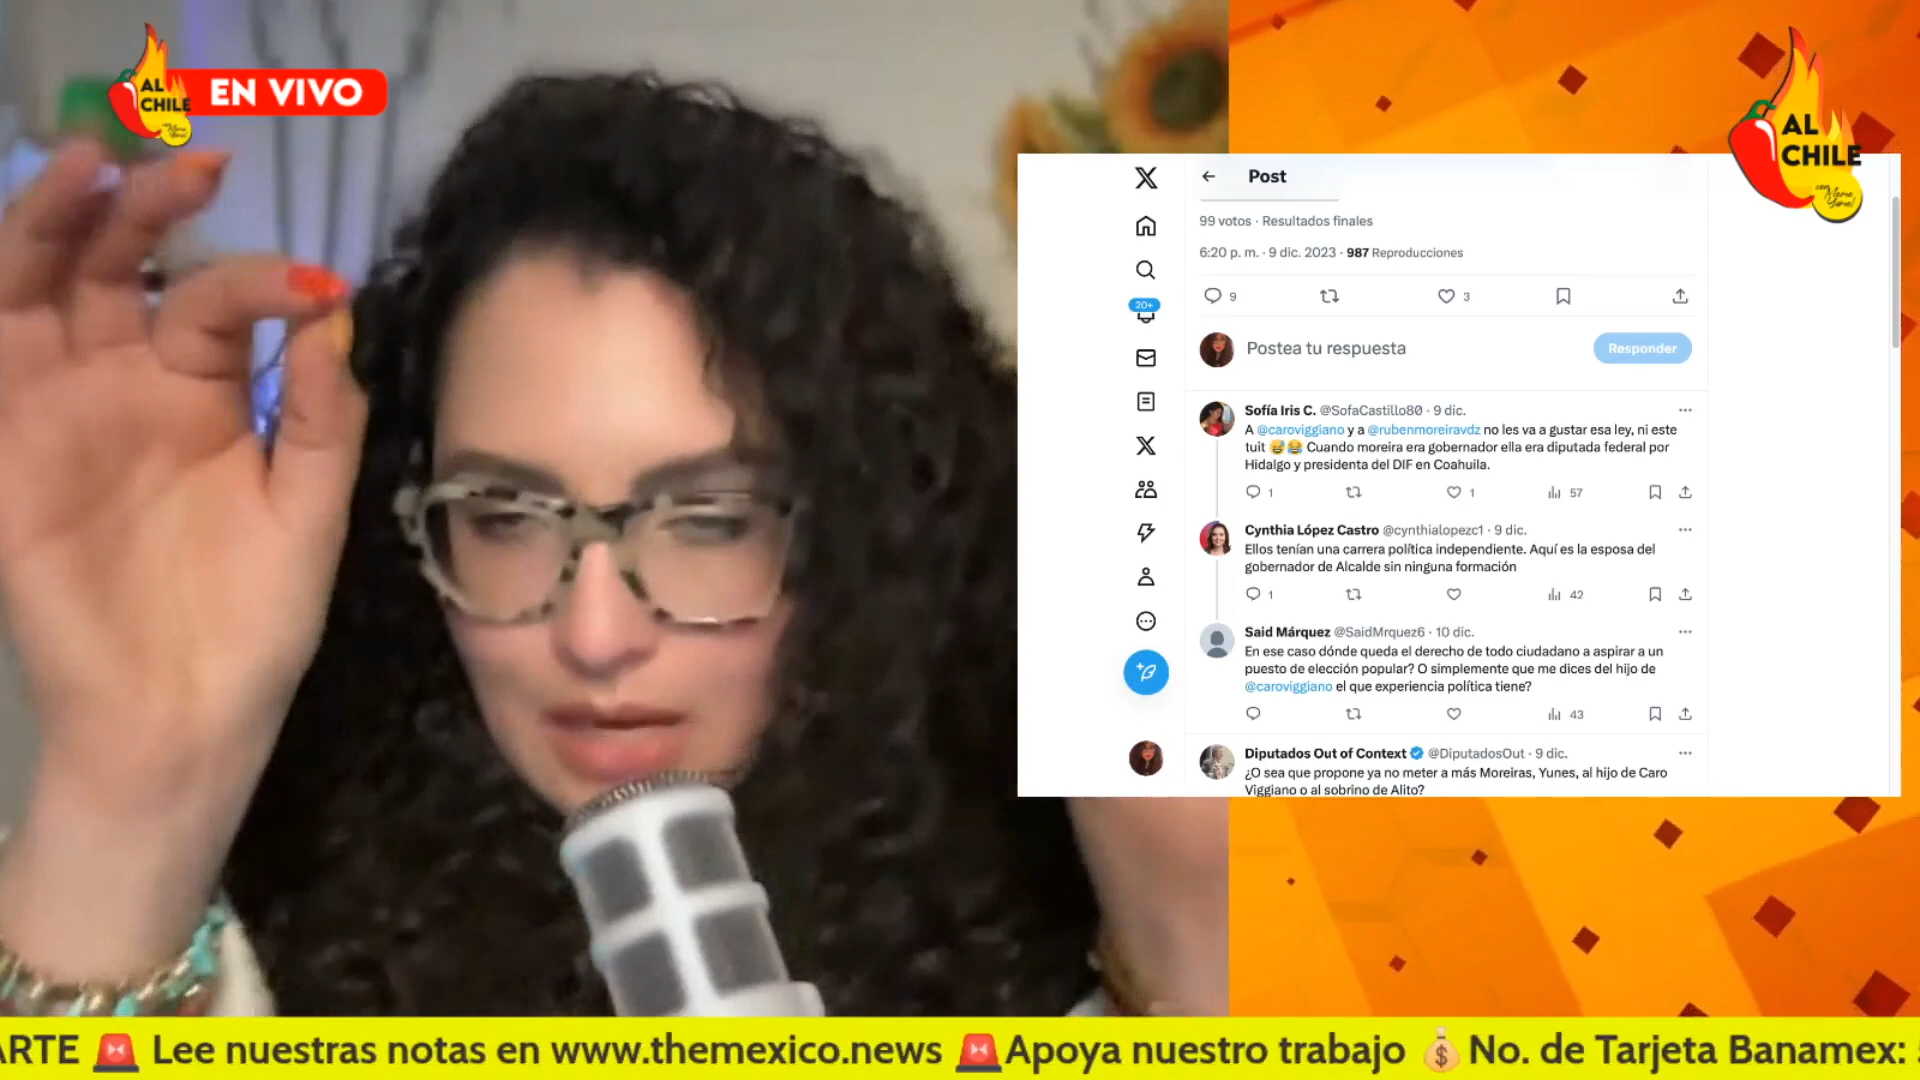 AL
CHILE
EN VIVO
AL
CHILE
con Meme
Yamel
Post
99 votos · Resultados finales
6:20 p. m. · 9 dic. 2023 · 987 Reproducciones
9
3
20+
Postea tu respuesta
Responder
Sofía Iris C. @SofaCastillo80 · 9 dic.
A @caroviggiano y a @rubenmoreiravdz no les va a gustar esa ley, ni este
tuit 😅😂 Cuando moreira era gobernador ella era diputada federal por
Hidalgo y presidenta del DIF en Coahuila.
1
1
57
Cynthia López Castro @cynthialopezc1 · 9 dic.
Ellos tenían una carrera política independiente. Aquí es la esposa del
gobernador de Alcalde sin ninguna formación
1
42
Said Márquez @SaidMrquez6 · 10 dic.
En ese caso dónde queda el derecho de todo ciudadano a aspirar a un
puesto de elección popular? O simplemente que me dices del hijo de
@caroviggiano el que experiencia política tiene?
43
Diputados Out of Context @DiputadosOut · 9 dic.
¿O sea que propone ya no meter a más Moreiras, Yunes, al hijo de Caro
Viggiano o al sobrino de Alito?
ARTE 🚨 Lee nuestras notas en www.themexico.news 🚨Apoya nuestro trabajo 💰No. de Tarjeta Banamex: